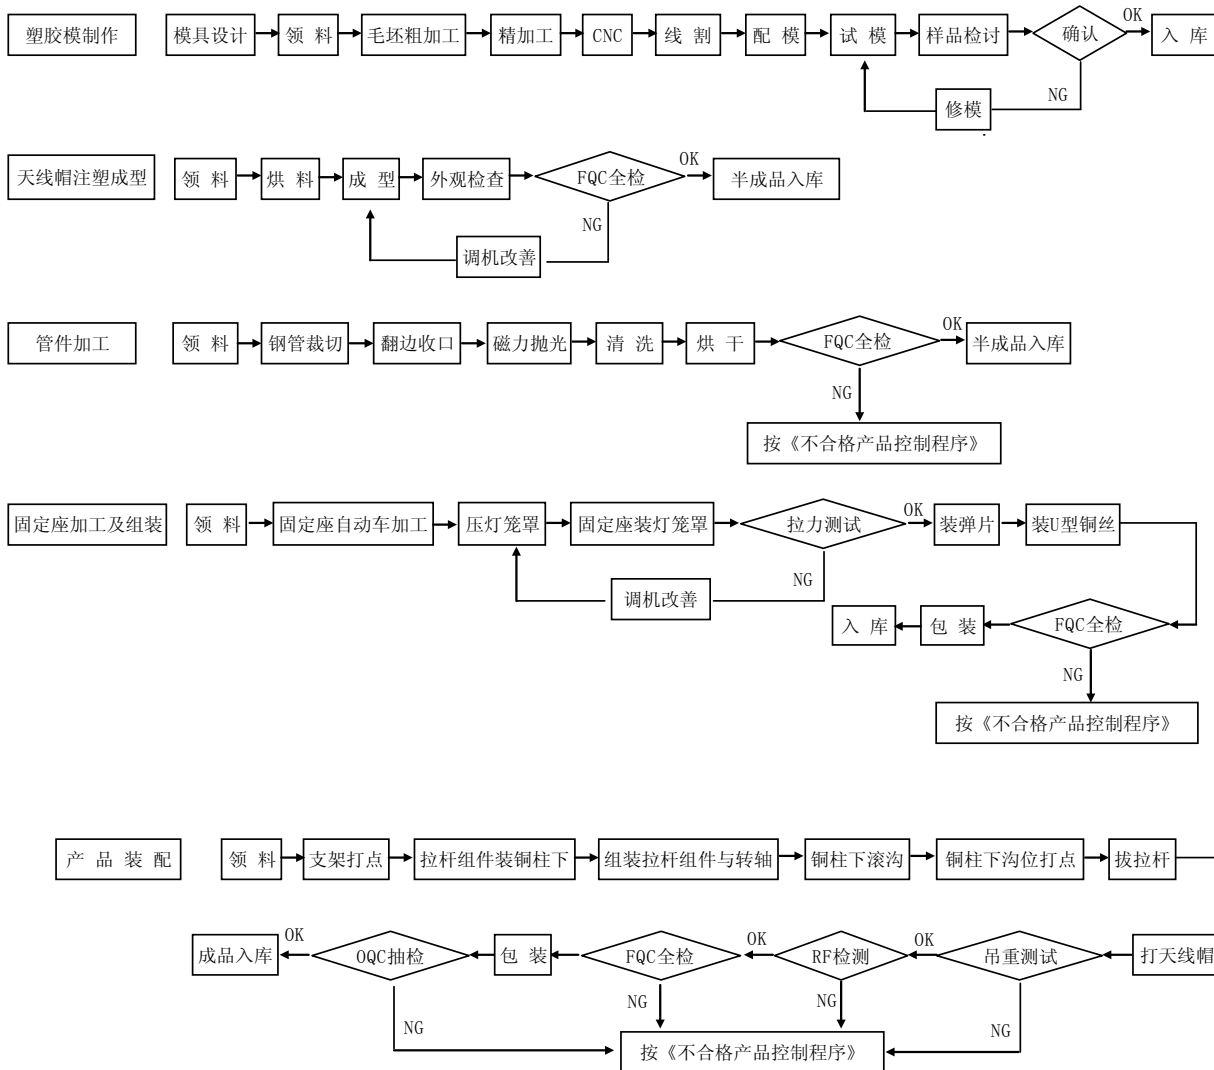 塑胶模制作
模具设计
领 料
毛坯粗加工
精加工
CNC
线 割
配 模
试 模
样品检讨
确认
OK
入 库
NG
修模
天线帽注塑成型
领 料
烘 料
成 型
外观检查
FQC全检
OK
半成品入库
NG
调机改善
管件加工
领 料
钢管裁切
翻边收口
磁力抛光
清 洗
烘 干
FQC全检
OK
半成品入库
NG
按《不合格产品控制程序》
固定座加工及组装
领 料
固定座自动车加工
压灯笼罩
固定座装灯笼罩
拉力测试
OK
装弹片
装U型铜丝
NG
调机改善
入 库
包 装
FQC全检
NG
按《不合格产品控制程序》
产 品 装 配
领 料
支架打点
拉杆组件装铜柱下
组装拉杆组件与转轴
铜柱下滚沟
铜柱下沟位打点
拔拉杆
成品入库
OK
OQC抽检
包 装
FQC全检
OK
RF检测
OK
吊重测试
打天线帽
NG
NG
NG
NG
按《不合格产品控制程序》